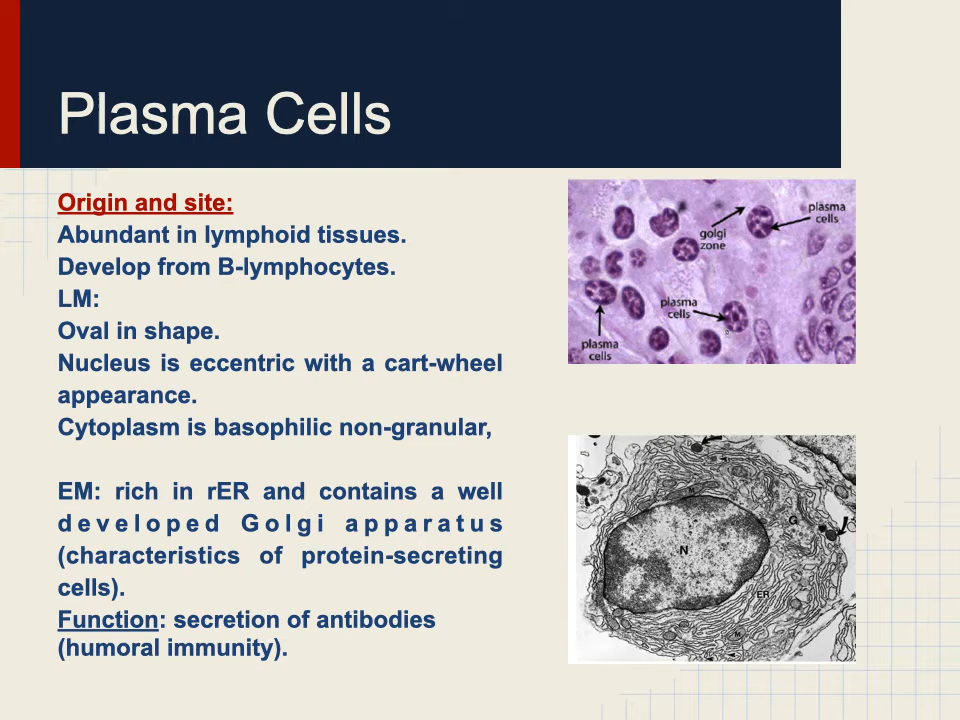 Plasma Cells
Origin and site:
Abundant in lymphoid tissues.
Develop from B-lymphocytes.
LM:
Oval in shape.
Nucleus is eccentric with a cart-wheel
appearance.
Cytoplasm is basophilic non-granular,
EM: rich in rER and contains a well
developed Golgi apparatus
(characteristics of protein-secreting
cells).
Function: secretion of antibodies
(humoral immunity).
plasma
cells
golgi
zone
plasma
cells
plasma
cells
G
N
ER
M